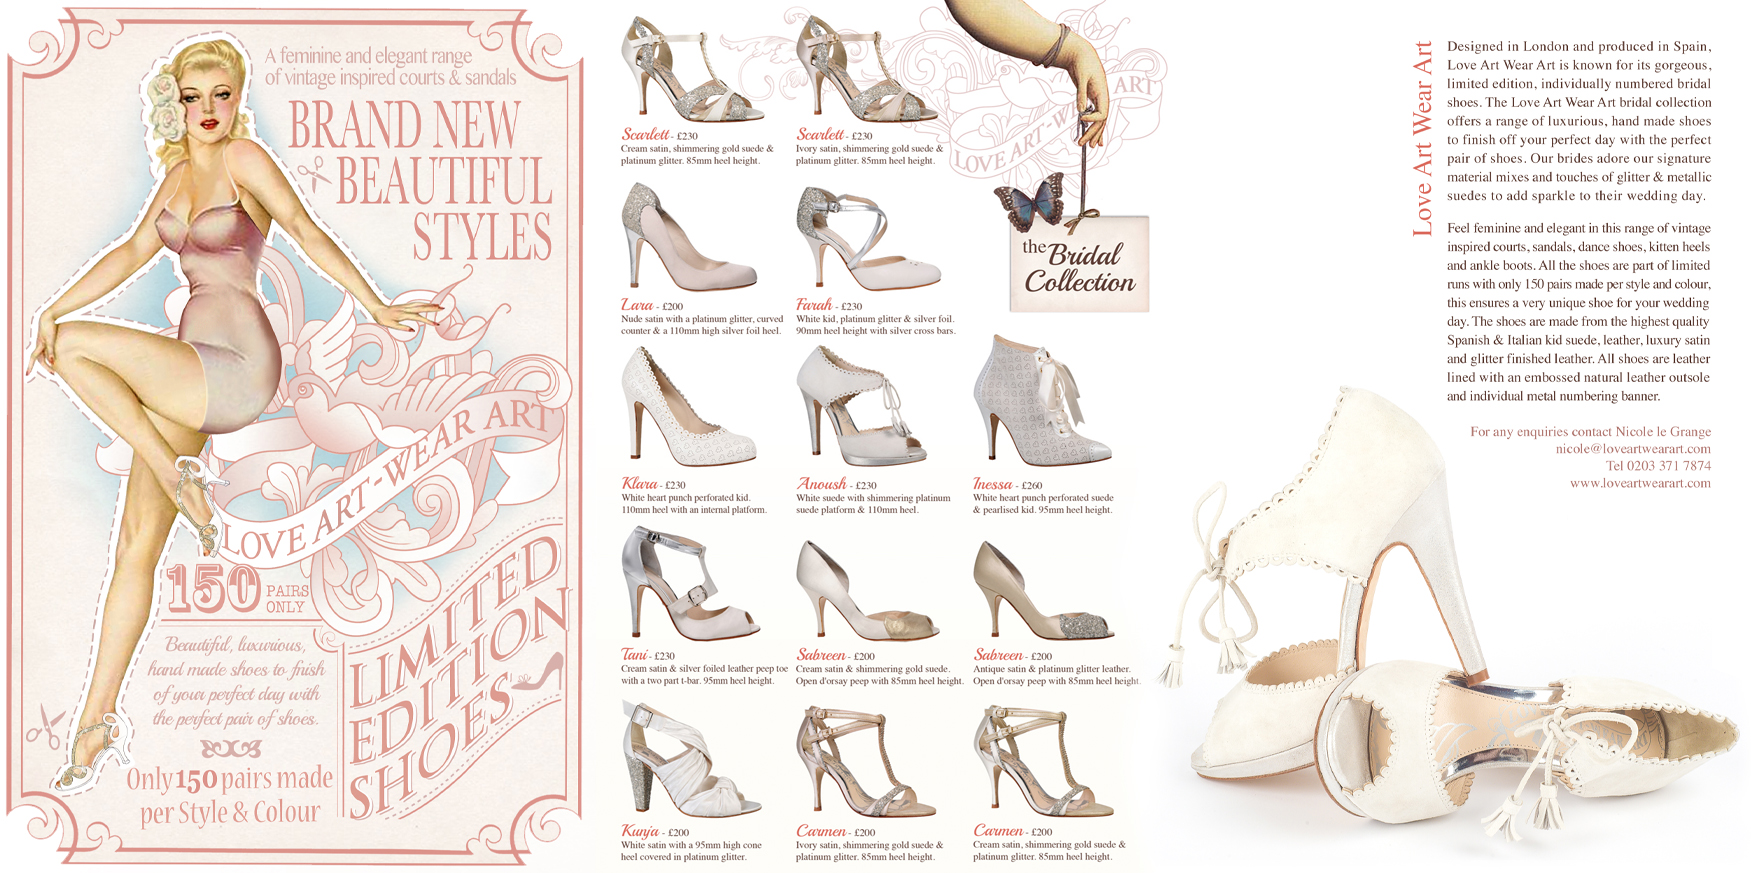 A feminine and elegant range
of vintage inspired courts & sandals
BRAND NEW
BEAUTIFUL
STYLES
LOVE ART-WEAR ART
150 PAIRS
ONLY
Beautiful, luxurious,
hand made shoes to finish
of your perfect day with
the perfect pair of shoes.
Only 150 pairs made
per Style & Colour
LIMITED
EDITION
SHOES
Scarlett - £230
Cream satin, shimmering gold suede &
platinum glitter. 85mm heel height.
Scarlett - £230
Ivory satin, shimmering gold suede &
platinum glitter. 85mm heel height.
LOVE ART-WEAR ART
the Bridal
Collection
Lara - £200
Nude satin with a platinum glitter, curved
counter & a 110mm high silver foil heel.
Farah - £230
White kid, platinum glitter & silver foil.
90mm heel height with silver cross bars.
Klara - £230
White heart punch perforated kid.
110mm heel with an internal platform.
Anoush - £230
White suede with shimmering platinum
suede platform & 110mm heel.
Inessa - £260
White heart punch perforated suede
& pearlised kid. 95mm heel height.
Tani - £230
Cream satin & silver foiled leather peep toe
with a two part t-bar. 95mm heel height.
Sabreen - £200
Cream satin & shimmering gold suede.
Open d'orsay peep with 85mm heel height.
Sabreen - £200
Antique satin & platinum glitter leather.
Open d'orsay peep with 85mm heel height.
Kunja - £200
White satin with a 95mm high cone
heel covered in platinum glitter.
Carmen - £200
Ivory satin, shimmering gold suede &
platinum glitter. 85mm heel height.
Carmen - £200
Cream satin, shimmering gold suede &
platinum glitter. 85mm heel height.
Love Art Wear Art
Designed in London and produced in Spain,
Love Art Wear Art is known for its gorgeous,
limited edition, individually numbered bridal
shoes. The Love Art Wear Art bridal collection
offers a range of luxurious, hand made shoes
to finish off your perfect day with the perfect
pair of shoes. Our brides adore our signature
material mixes and touches of glitter & metallic
suedes to add sparkle to their wedding day.
Feel feminine and elegant in this range of vintage
inspired courts, sandals, dance shoes, kitten heels
and ankle boots. All the shoes are part of limited
runs with only 150 pairs made per style and colour,
this ensures a very unique shoe for your wedding
day. The shoes are made from the highest quality
Spanish & Italian kid suede, leather, luxury satin
and glitter finished leather. All shoes are leather
lined with an embossed natural leather outsole
and individual metal numbering banner.
For any enquiries contact Nicole le Grange
nicole@loveartwearart.com
Tel 0203 371 7874
www.loveartwearart.com